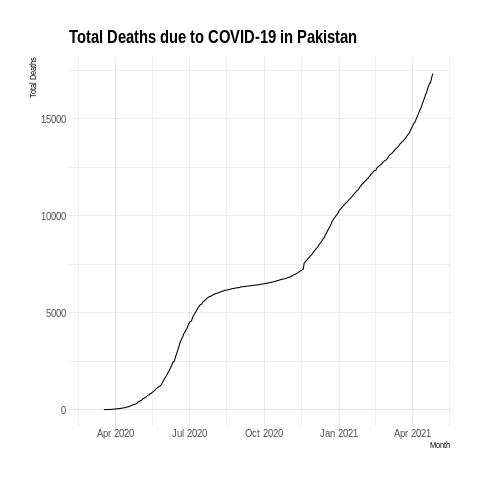 Total Deaths due to COVID-19 in Pakistan
Total Deaths
15000
10000
5000
0
Apr 2020 Jul 2020 Oct 2020 Jan 2021 Apr 2021
Month